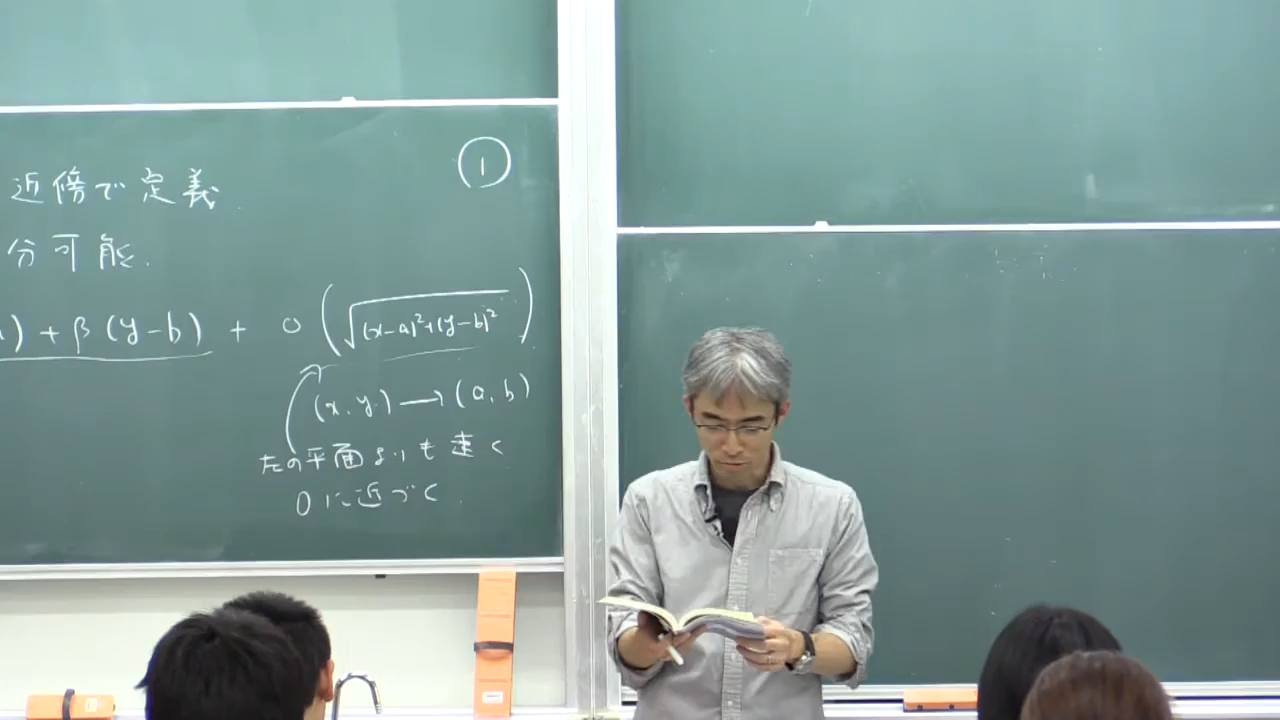 ①
近傍で定義.
分可能.
) + β (y-b) + o (√(x-a)²+(y-b)²)
(x, y) → (a, b)
左の平面よりも速く
0に近づく.